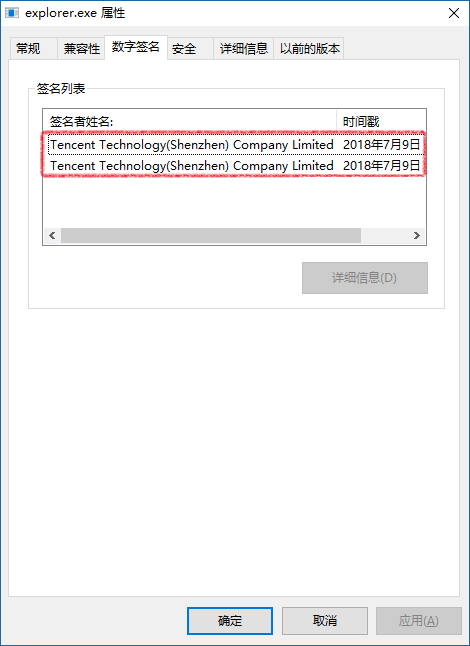 explorer.exe 属性
常规 兼容性 数字签名 安全 详细信息 以前的版本
签名列表
签名者姓名: 时间戳
Tencent Technology(Shenzhen) Company Limited 2018年7月9日
Tencent Technology(Shenzhen) Company Limited 2018年7月9日
详细信息(D)
确定 取消 应用(A)